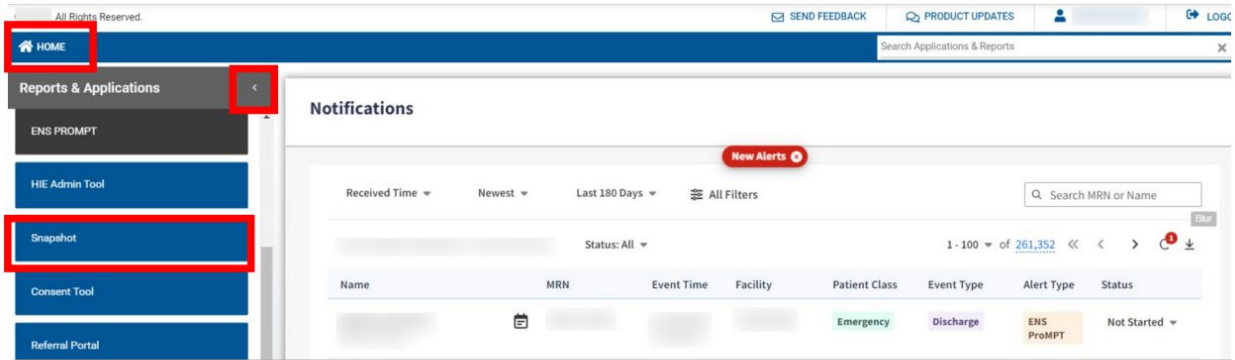 All Rights Reserved.
SEND FEEDBACK
PRODUCT UPDATES
LOGO
HOME
Search Applications & Reports
Reports & Applications
ENS PROMPT
HIE Admin Tool
Snapshot
Consent Tool
Referral Portal
Notifications
New Alerts
Received Time
Newest
Last 180 Days
All Filters
Search MRN or Name
Blur
Status: All
1 - 100 of 261,352
1
Name MRN Event Time Facility Patient Class Event Type Alert Type Status
Emergency Discharge ENS Not Started
ProMPT